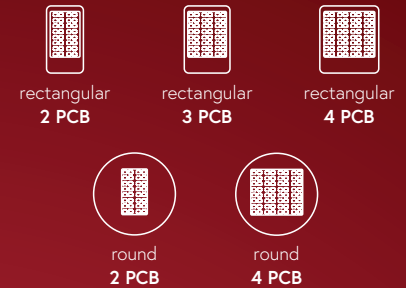 rectangular rectangular rectangular
2 PCB 3 PCB 4 PCB
round round
2 PCB 4 PCB